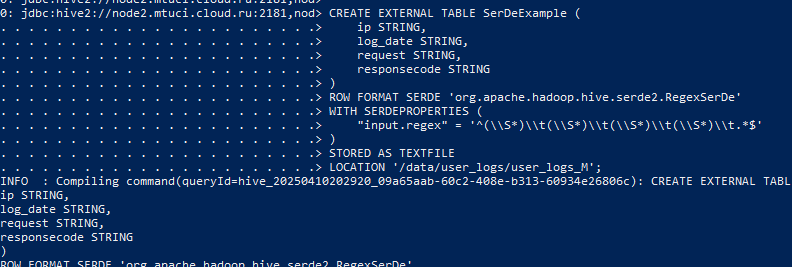 0: jdbc:hive2://node2.mtuci.cloud.ru:2181,nod>
0: jdbc:hive2://node2.mtuci.cloud.ru:2181,nod> CREATE EXTERNAL TABLE SerDeExample (
. . . . . . . . . . . . . . . . . . . . . . .>     ip STRING,
. . . . . . . . . . . . . . . . . . . . . . .>     log_date STRING,
. . . . . . . . . . . . . . . . . . . . . . .>     request STRING,
. . . . . . . . . . . . . . . . . . . . . . .>     responsecode STRING
. . . . . . . . . . . . . . . . . . . . . . .> )
. . . . . . . . . . . . . . . . . . . . . . .> ROW FORMAT SERDE 'org.apache.hadoop.hive.serde2.RegexSerDe'
. . . . . . . . . . . . . . . . . . . . . . .> WITH SERDEPROPERTIES (
. . . . . . . . . . . . . . . . . . . . . . .>     "input.regex" = '^(\\S*)\\t(\\S*)\\t(\\S*)\\t(\\S*)\\t.*$'
. . . . . . . . . . . . . . . . . . . . . . .> )
. . . . . . . . . . . . . . . . . . . . . . .> STORED AS TEXTFILE
. . . . . . . . . . . . . . . . . . . . . . .> LOCATION '/data/user_logs/user_logs_M';
INFO  : Compiling command(queryId=hive_20250410202920_09a65aab-60c2-408e-b313-60934e26806c): CREATE EXTERNAL TABL
ip STRING,
log_date STRING,
request STRING,
responsecode STRING
)
ROW FORMAT SERDE 'org.apache.hadoop.hive.serde2.RegexSerDe'